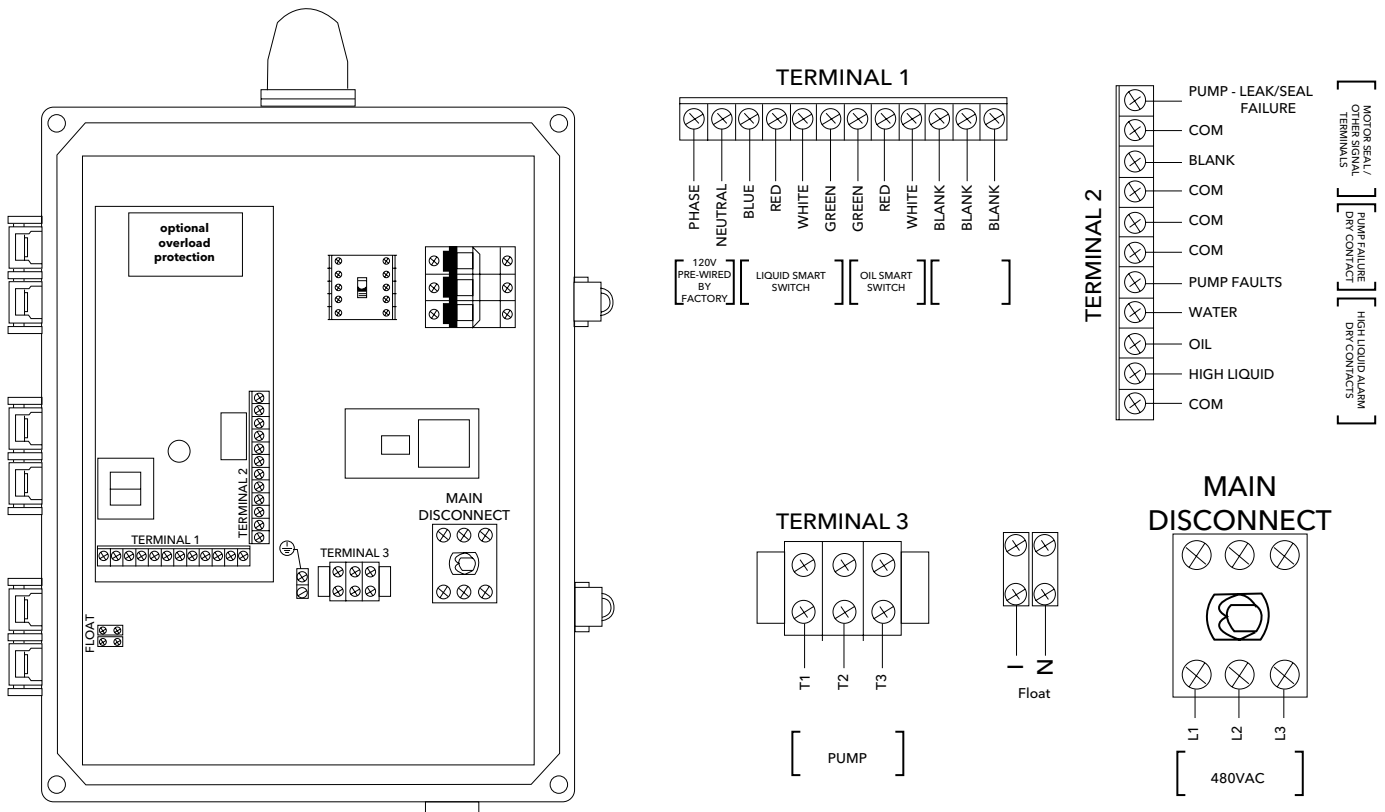 optional
overload
protection
MAIN
DISCONNECT
TERMINAL 2
TERMINAL 1
TERMINAL 3
FLOAT
TERMINAL 1
PHASE
NEUTRAL
BLUE
RED
WHITE
GREEN
GREEN
RED
WHITE
BLANK
BLANK
BLANK
120V
PRE-WIRED
BY
FACTORY
LIQUID SMART
SWITCH
OIL SMART
SWITCH
TERMINAL 2
PUMP - LEAK/SEAL
FAILURE
COM
BLANK
COM
COM
COM
PUMP FAULTS
WATER
OIL
HIGH LIQUID
COM
MOTOR SEAL /
OTHER SIGNAL
TERMINALS
PUMP FAILURE
DRY CONTACT
HIGH LIQUID ALARM
DRY CONTACTS
TERMINAL 3
T1
T2
T3
PUMP
I
N
Float
MAIN
DISCONNECT
L1
L2
L3
480VAC